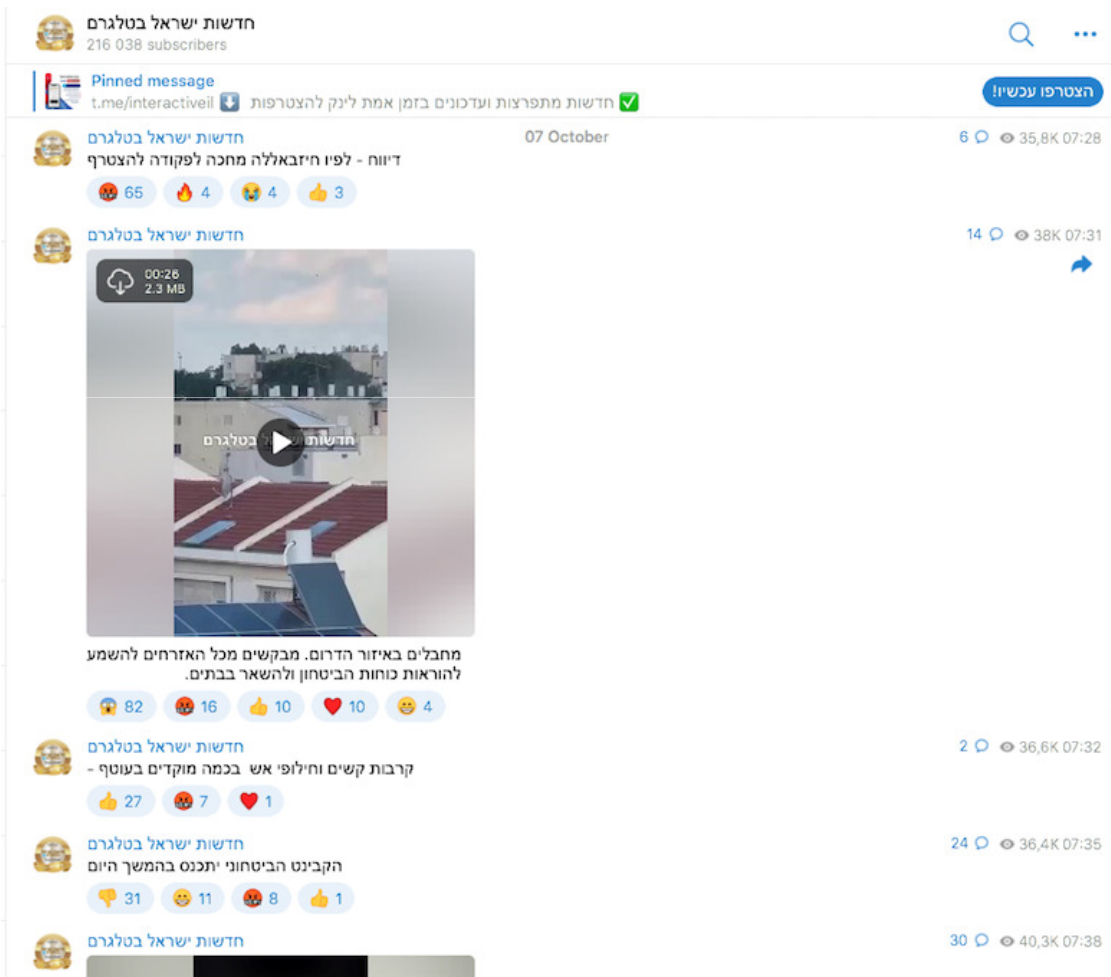 חדשות ישראל בטלגרם
216 038 subscribers
Pinned message
✅ חדשות מתפרצות ועדכונים בזמן אמת לינק להצטרפות ⬇️ t.me/interactiveil
הצטרפו עכשיו!
07 October
חדשות ישראל בטלגרם
6 35,8K 07:28
דיווח - לפיו חיזבאללה מחכה לפקודה להצטרף
🤬 65 🔥 4 😭 4 👍 3
חדשות ישראל בטלגרם
14 38K 07:31
00:26
2.3 MB
חדשות ישראל בטלגרם
מחבלים באיזור הדרום. מבקשים מכל האזרחים להשמע
להוראות כוחות הביטחון ולהשאר בבתים.
😱 82 🤬 16 👍 10 ❤️ 10 😁 4
חדשות ישראל בטלגרם
2 36,6K 07:32
קרבות קשים וחילופי אש בכמה מוקדים בעוטף -
👍 27 🤬 7 ❤️ 1
חדשות ישראל בטלגרם
24 36,4K 07:35
הקבינט הביטחוני יתכנס בהמשך היום
👎 31 😁 11 🤬 8 👍 1
חדשות ישראל בטלגרם
30 40,3K 07:38